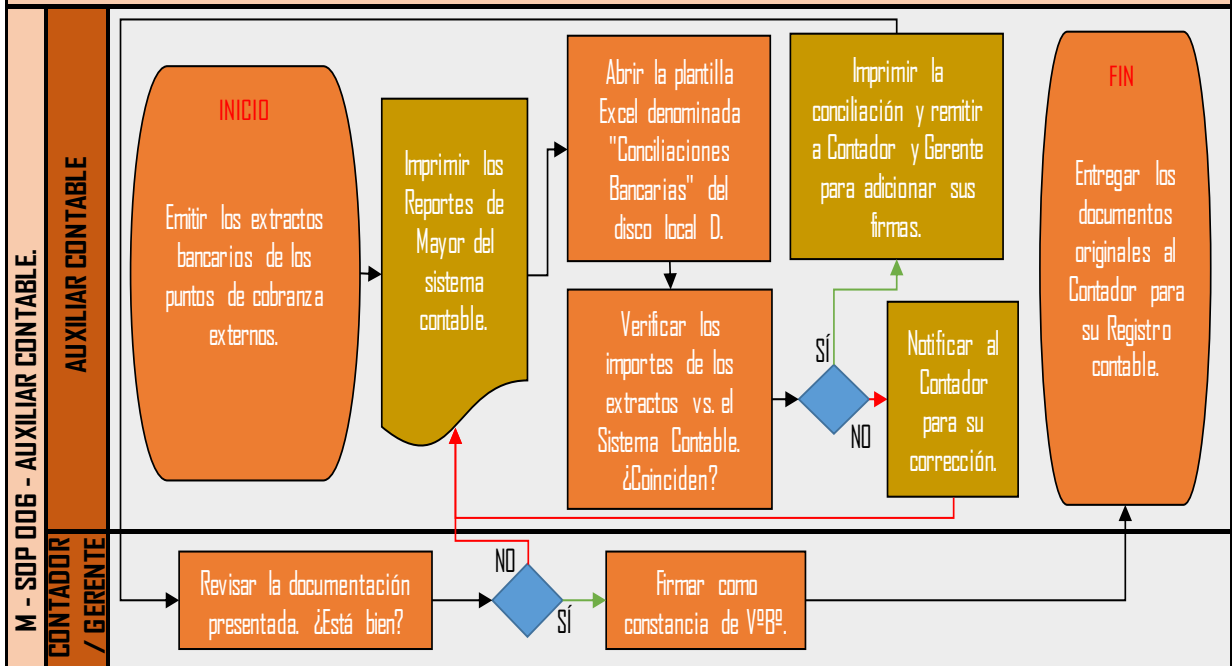 M - SOP 006 - AUXILIAR CONTABLE.
AUXILIAR CONTABLE
INICIO
Emitir los extractos
bancarios de los
puntos de cobranza
externos.
Imprimir los
Reportes de
Mayor del
sistema
contable.
Abrir la plantilla
Excel denominada
"Conciliaciones
Bancarias" del
disco local D.
Verificar los
importes de los
extractos vs. el
Sistema Contable.
¿Coinciden?
SÍ
NO
Imprimir la
conciliación y remitir
a Contador y Gerente
para adicionar sus
firmas.
Notificar al
Contador
para su
corrección.
FIN
Entregar los
documentos
originales al
Contador para
su Registro
contable.
CONTADOR
/ GERENTE
Revisar la documentación
presentada. ¿Está bien?
NO
SÍ
Firmar como
constancia de VºBº.